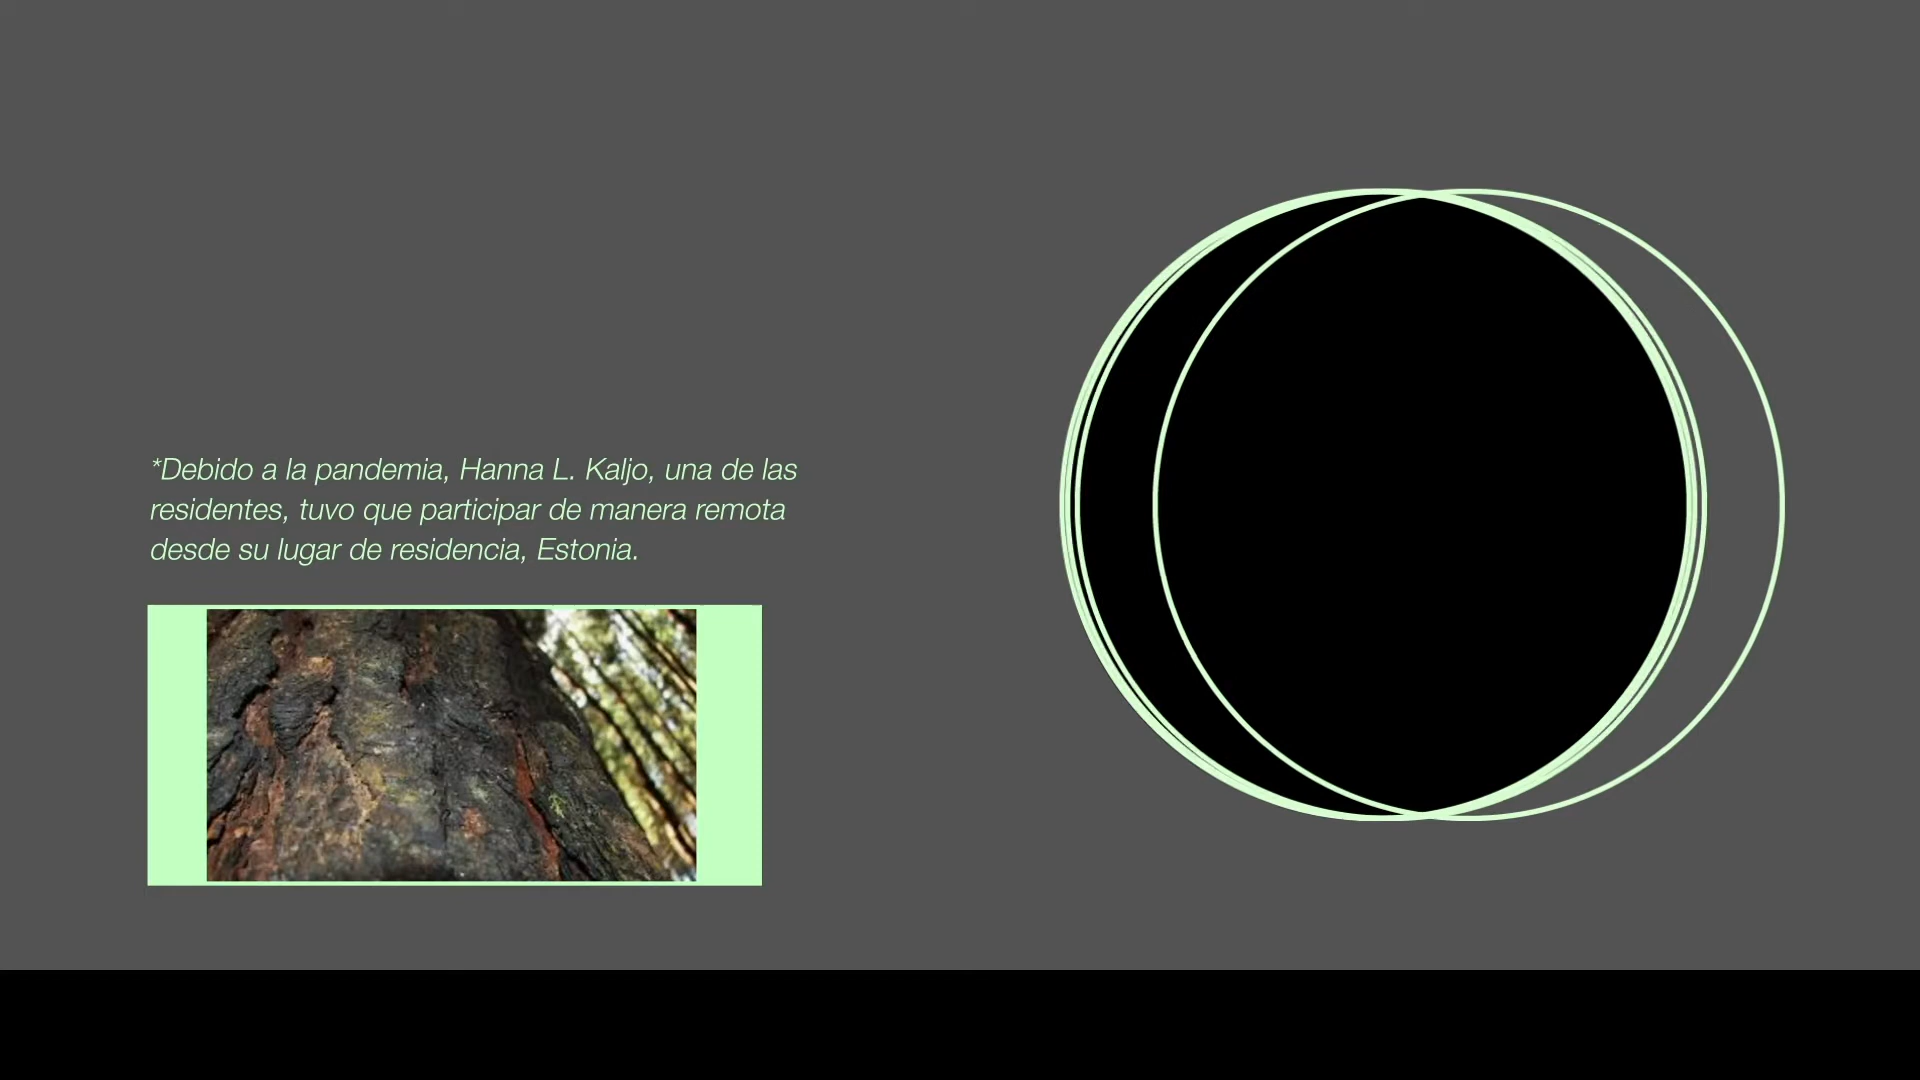 *Debido a la pandemia, Hanna L. Kaljo, una de las
residentes, tuvo que participar de manera remota
desde su lugar de residencia, Estonia.